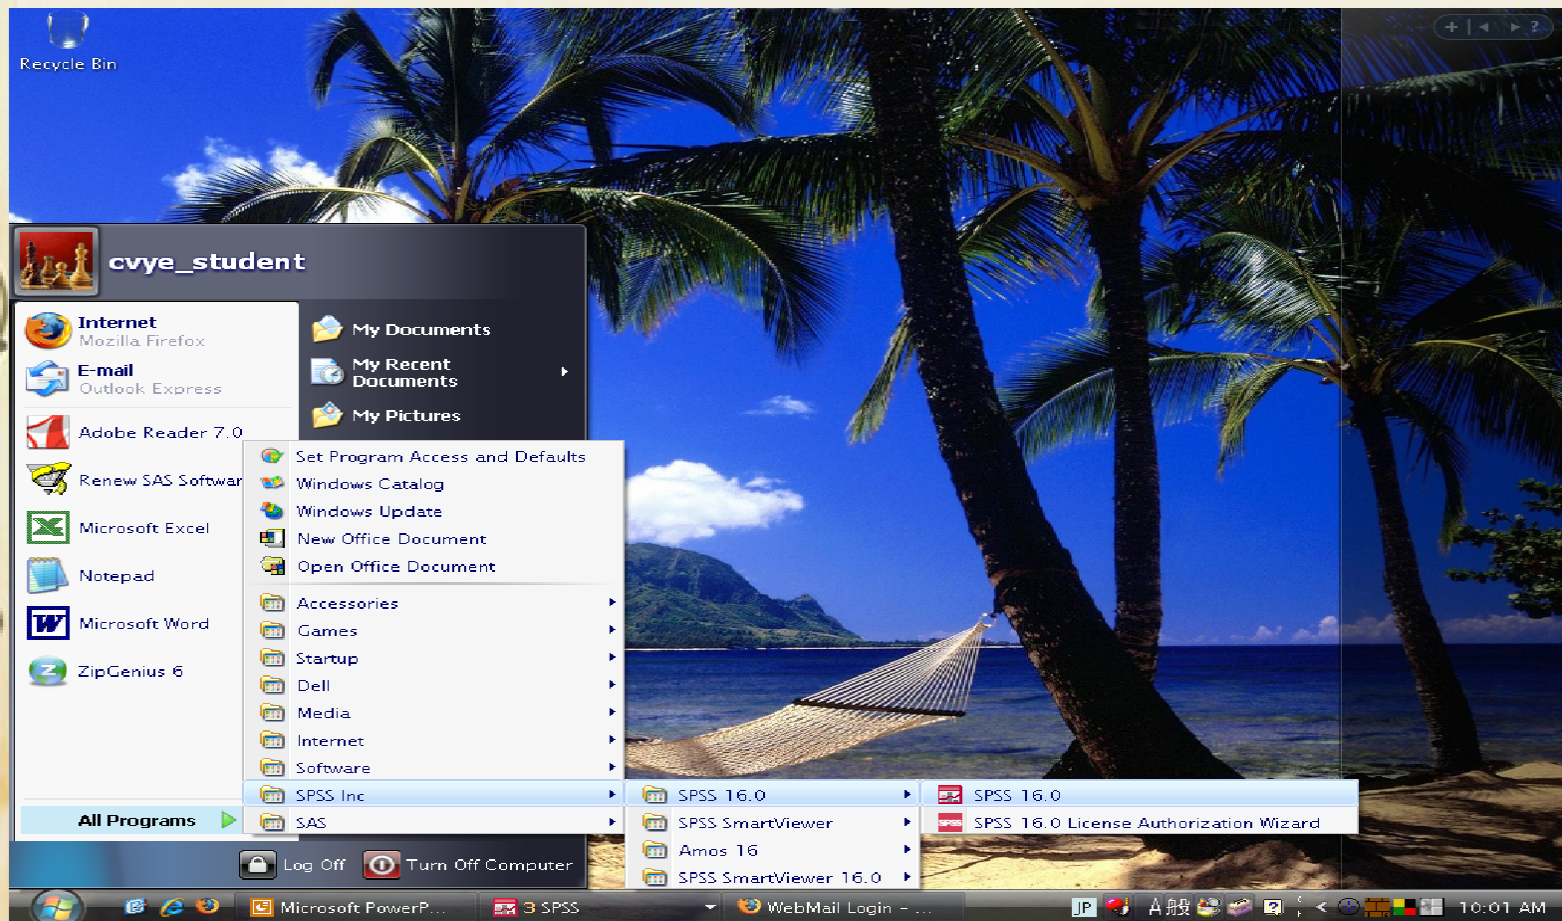 Recycle Bin
cvye_student
Internet
Mozilla Firefox
E-mail
Outlook Express
Adobe Reader 7.0
Renew SAS Softwar
Microsoft Excel
Notepad
Microsoft Word
ZipGenius 6
All Programs
My Documents
My Recent
Documents
My Pictures
Set Program Access and Defaults
Windows Catalog
Windows Update
New Office Document
Open Office Document
Accessories
Games
Startup
Dell
Media
Internet
Software
SPSS Inc
SAS
SPSS 16.0
SPSS SmartViewer
Amos 16
SPSS SmartViewer 16.0
SPSS 16.0
SPSS 16.0 License Authorization Wizard
Log Off
Turn Off Computer
Microsoft PowerP...
3 SPSS
WebMail Login - ...
JP
A般
10:01 AM